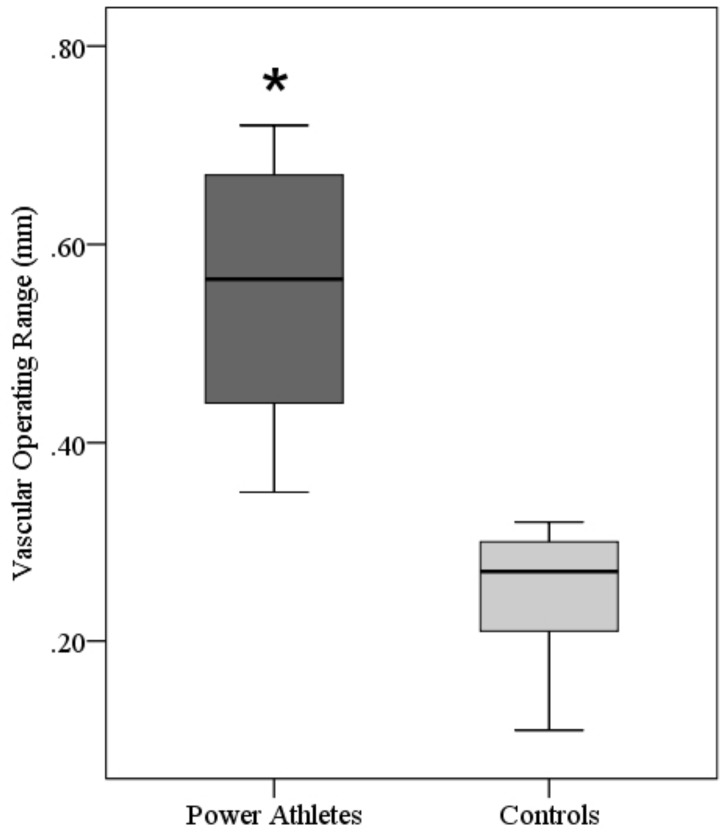 .80
*
.60
.40
.20
Vascular Operating Range (mm)
Power Athletes
Controls